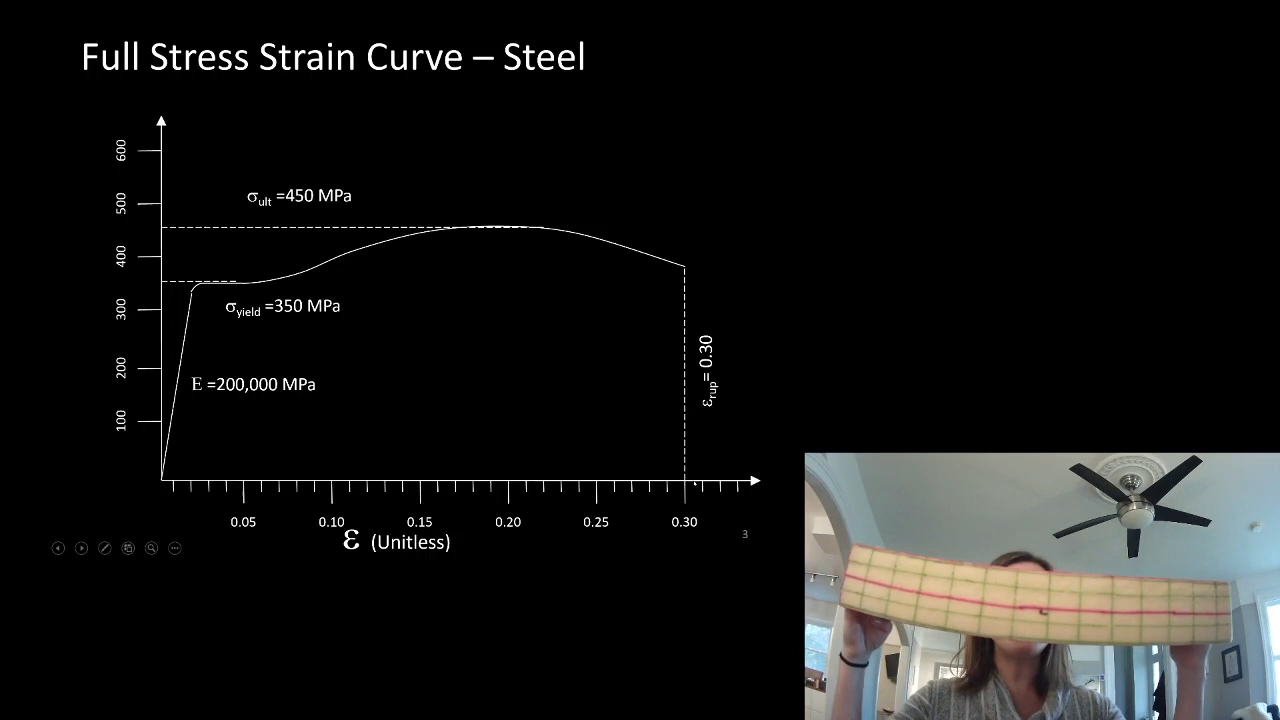 Full Stress Strain Curve – Steel
600
500
400
300
200
100
σult =450 MPa
σyield =350 MPa
E =200,000 MPa
εrup= 0.30
0.05 0.10 0.15 0.20 0.25 0.30
ε (Unitless)
3